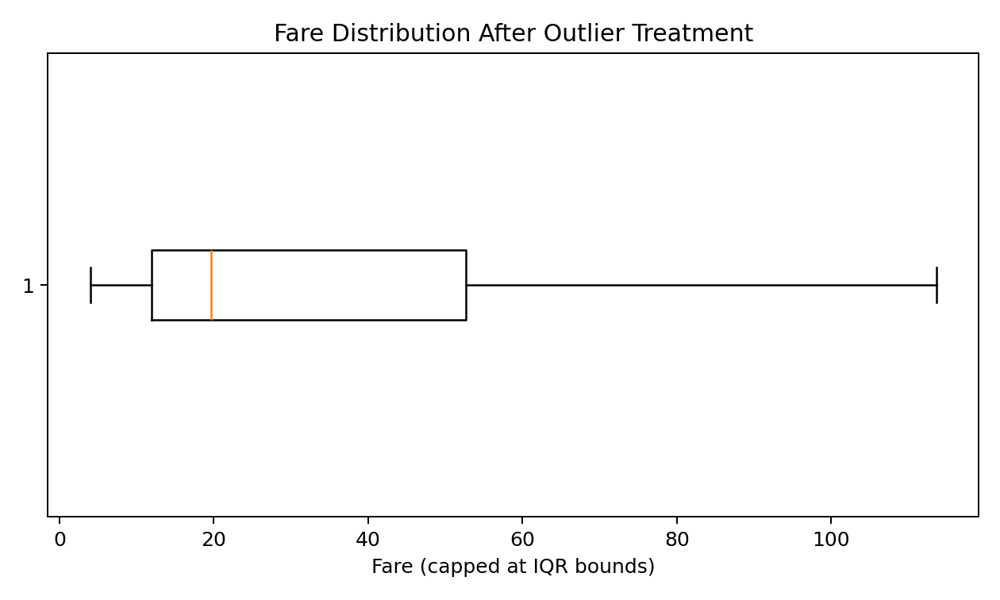 Fare Distribution After Outlier Treatment
1
0 20 40 60 80 100
Fare (capped at IQR bounds)